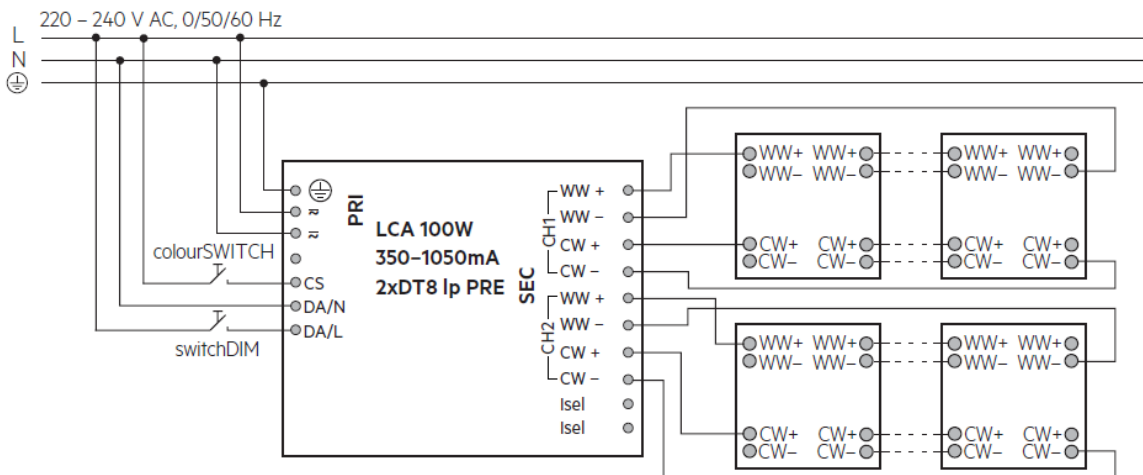 220 – 240 V AC, 0/50/60 Hz
L
N
PRI
LCA 100W
350–1050mA
2xDT8 lp PRE
colourSWITCH
CS
DA/N
DA/L
switchDIM
SEC
CH1
WW +
WW –
CW +
CW –
CH2
WW +
WW –
CW +
CW –
Isel
Isel
WW+ WW+ WW+ WW+
WW– WW– WW– WW–
CW+ CW+ CW+ CW+
CW– CW– CW– CW–
WW+ WW+ WW+ WW+
WW– WW– WW– WW–
CW+ CW+ CW+ CW+
CW– CW– CW– CW–